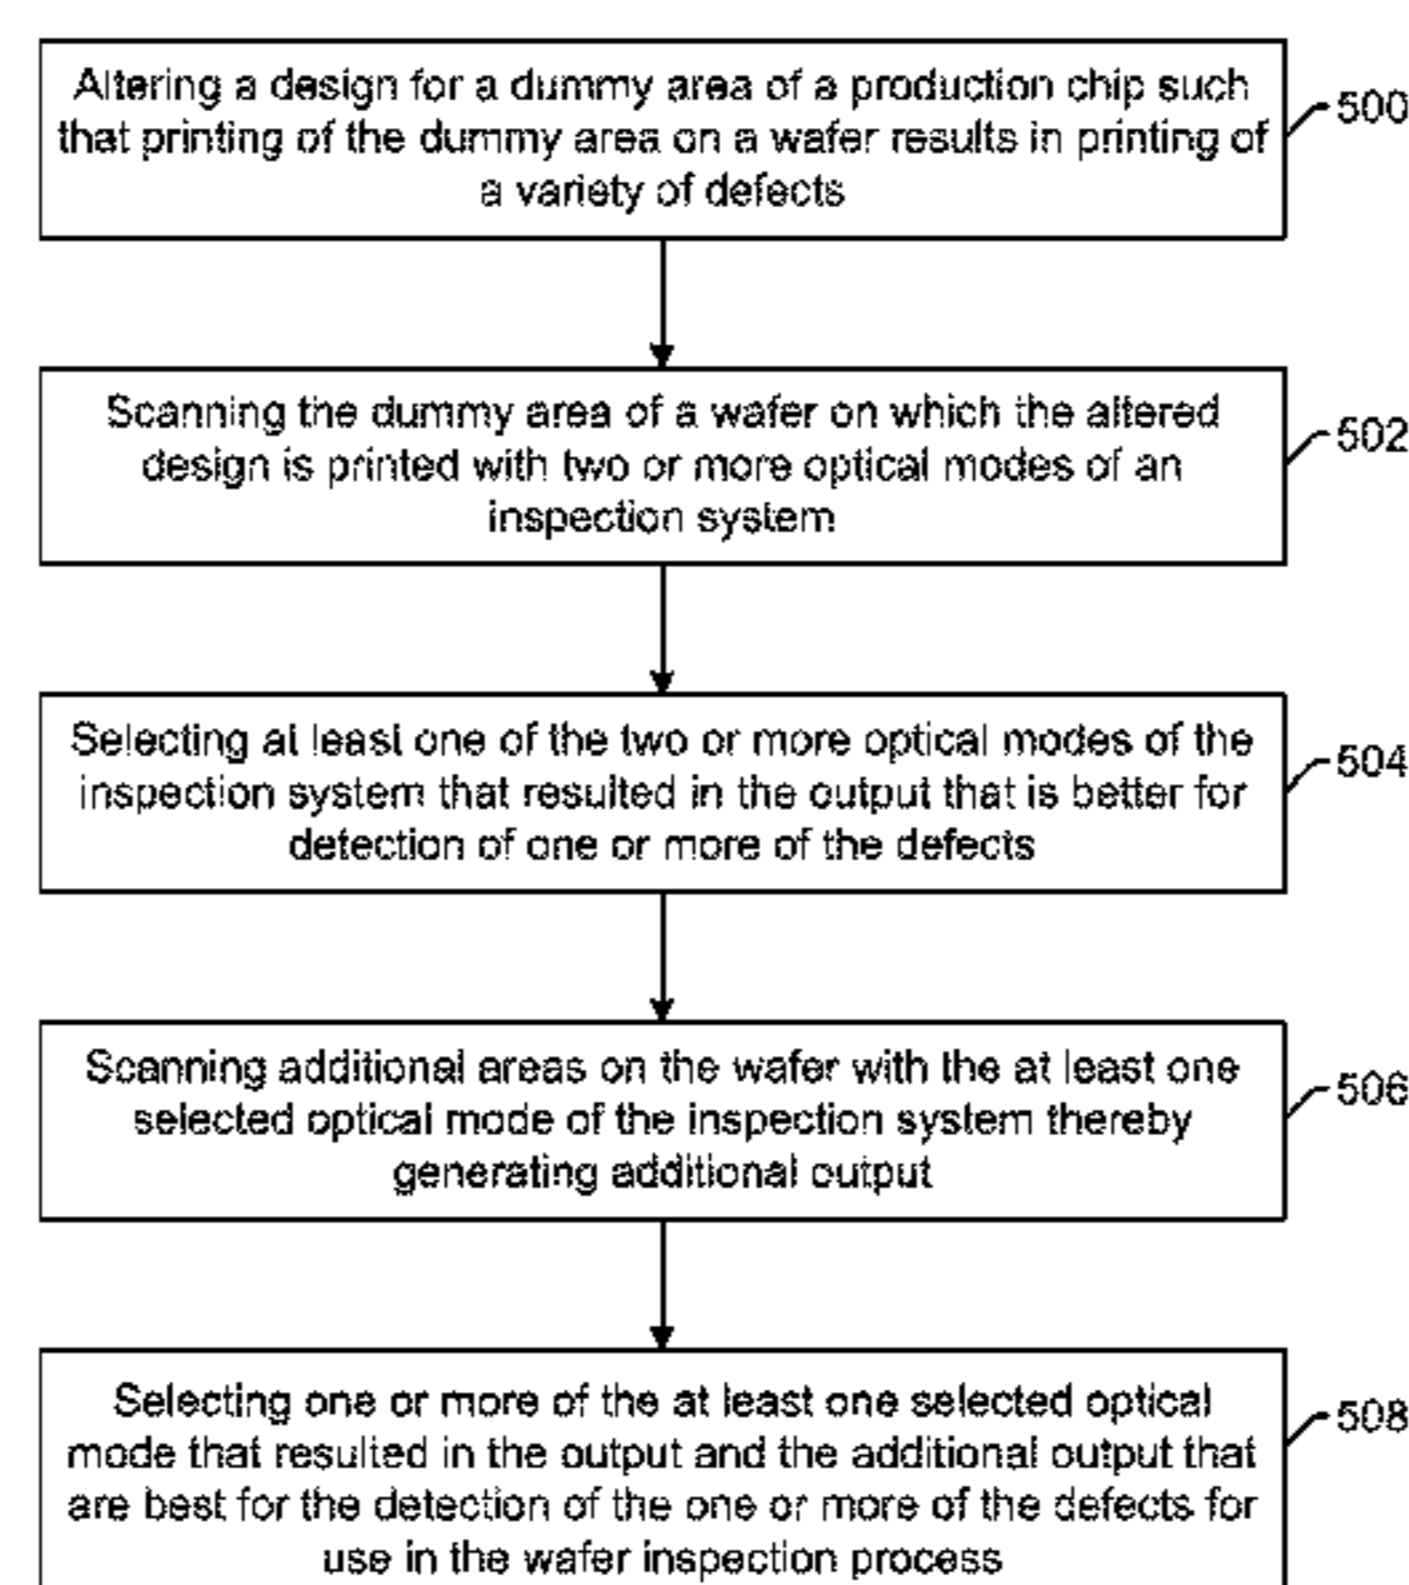 Altering a design for a dummy area of a production chip such
that printing of the dummy area on a wafer results in printing of
a variety of defects
500
Scanning the dummy area of a wafer on which the altered
design is printed with two or more optical modes of an
inspection system
502
Selecting at least one of the two or more optical modes of the
inspection system that resulted in the output that is better for
detection of one or more of the defects
504
Scanning additional areas on the wafer with the at least one
selected optical mode of the inspection system thereby
generating additional output
506
Selecting one or more of the at least one selected optical
mode that resulted in the output and the additional output that
are best for the detection of the one or more of the defects for
use in the wafer inspection process
508